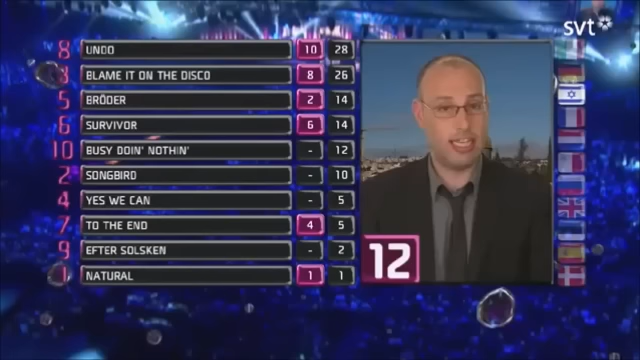 svt
8 UNDO 10 28
3 BLAME IT ON THE DISCO 8 26
5 BRÖDER 2 14
6 SURVIVOR 6 14
10 BUSY DOIN' NOTHIN' - 12
2 SONGBIRD - 10
4 YES WE CAN - 5
7 TO THE END 4 5
9 EFTER SOLSKEN - 2
1 NATURAL 1 1
12